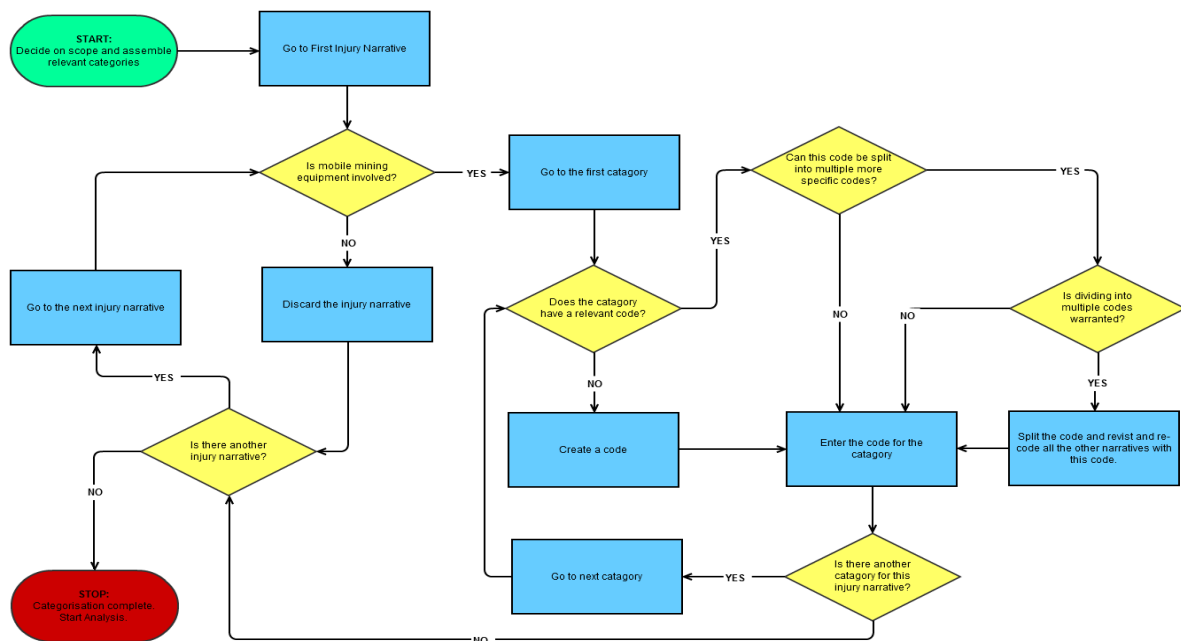 START:
Decide on scope and assemble
relevant categories
Go to First Injury Narrative
Is mobile mining
equipment involved?
YES
NO
Go to the first catagory
Can this code be split
into multiple more
specific codes?
YES
NO
Go to the next injury narrative
Discard the injury narrative
Does the catagory
have a relevant code?
YES
NO
Is dividing into
multiple codes
warranted?
NO
YES
Is there another
injury narrative?
YES
NO
Create a code
Enter the code for the
catagory
Split the code and revist and re-
code all the other narratives with
this code.
STOP:
Categorisation complete.
Start Analysis.
Go to next catagory
YES
Is there another
catagory for this
injury narrative?
NO